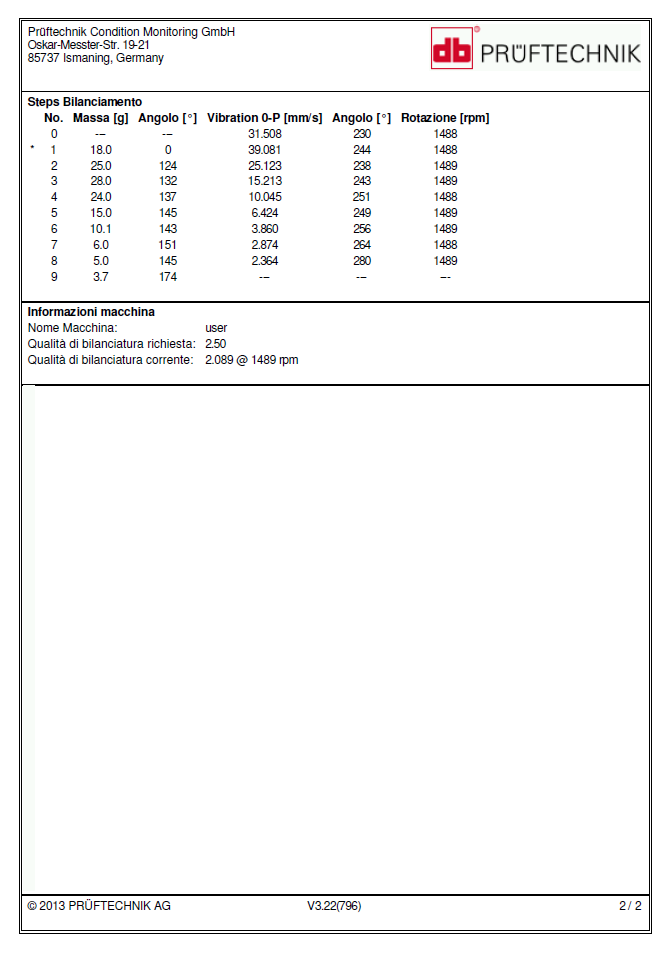 Prüftechnik Condition Monitoring GmbH
Oskar-Messter-Str. 19-21
85737 Ismaning, Germany
db PRÜFTECHNIK
Steps Bilanciamento
No. Massa [g] Angolo [°] Vibration 0-P [mm/s] Angolo [°] Rotazione [rpm]
0 --- --- 31.508 230 1488
* 1 18.0 0 39.081 244 1488
2 25.0 124 25.123 238 1489
3 28.0 132 15.213 243 1489
4 24.0 137 10.045 251 1488
5 15.0 145 6.424 249 1489
6 10.1 143 3.860 256 1489
7 6.0 151 2.874 264 1488
8 5.0 145 2.364 280 1489
9 3.7 174 --- --- ---
Informazioni macchina
Nome Macchina: user
Qualità di bilanciatura richiesta: 2.50
Qualità di bilanciatura corrente: 2.089 @ 1489 rpm
© 2013 PRÜFTECHNIK AG V3.22(796) 2 / 2